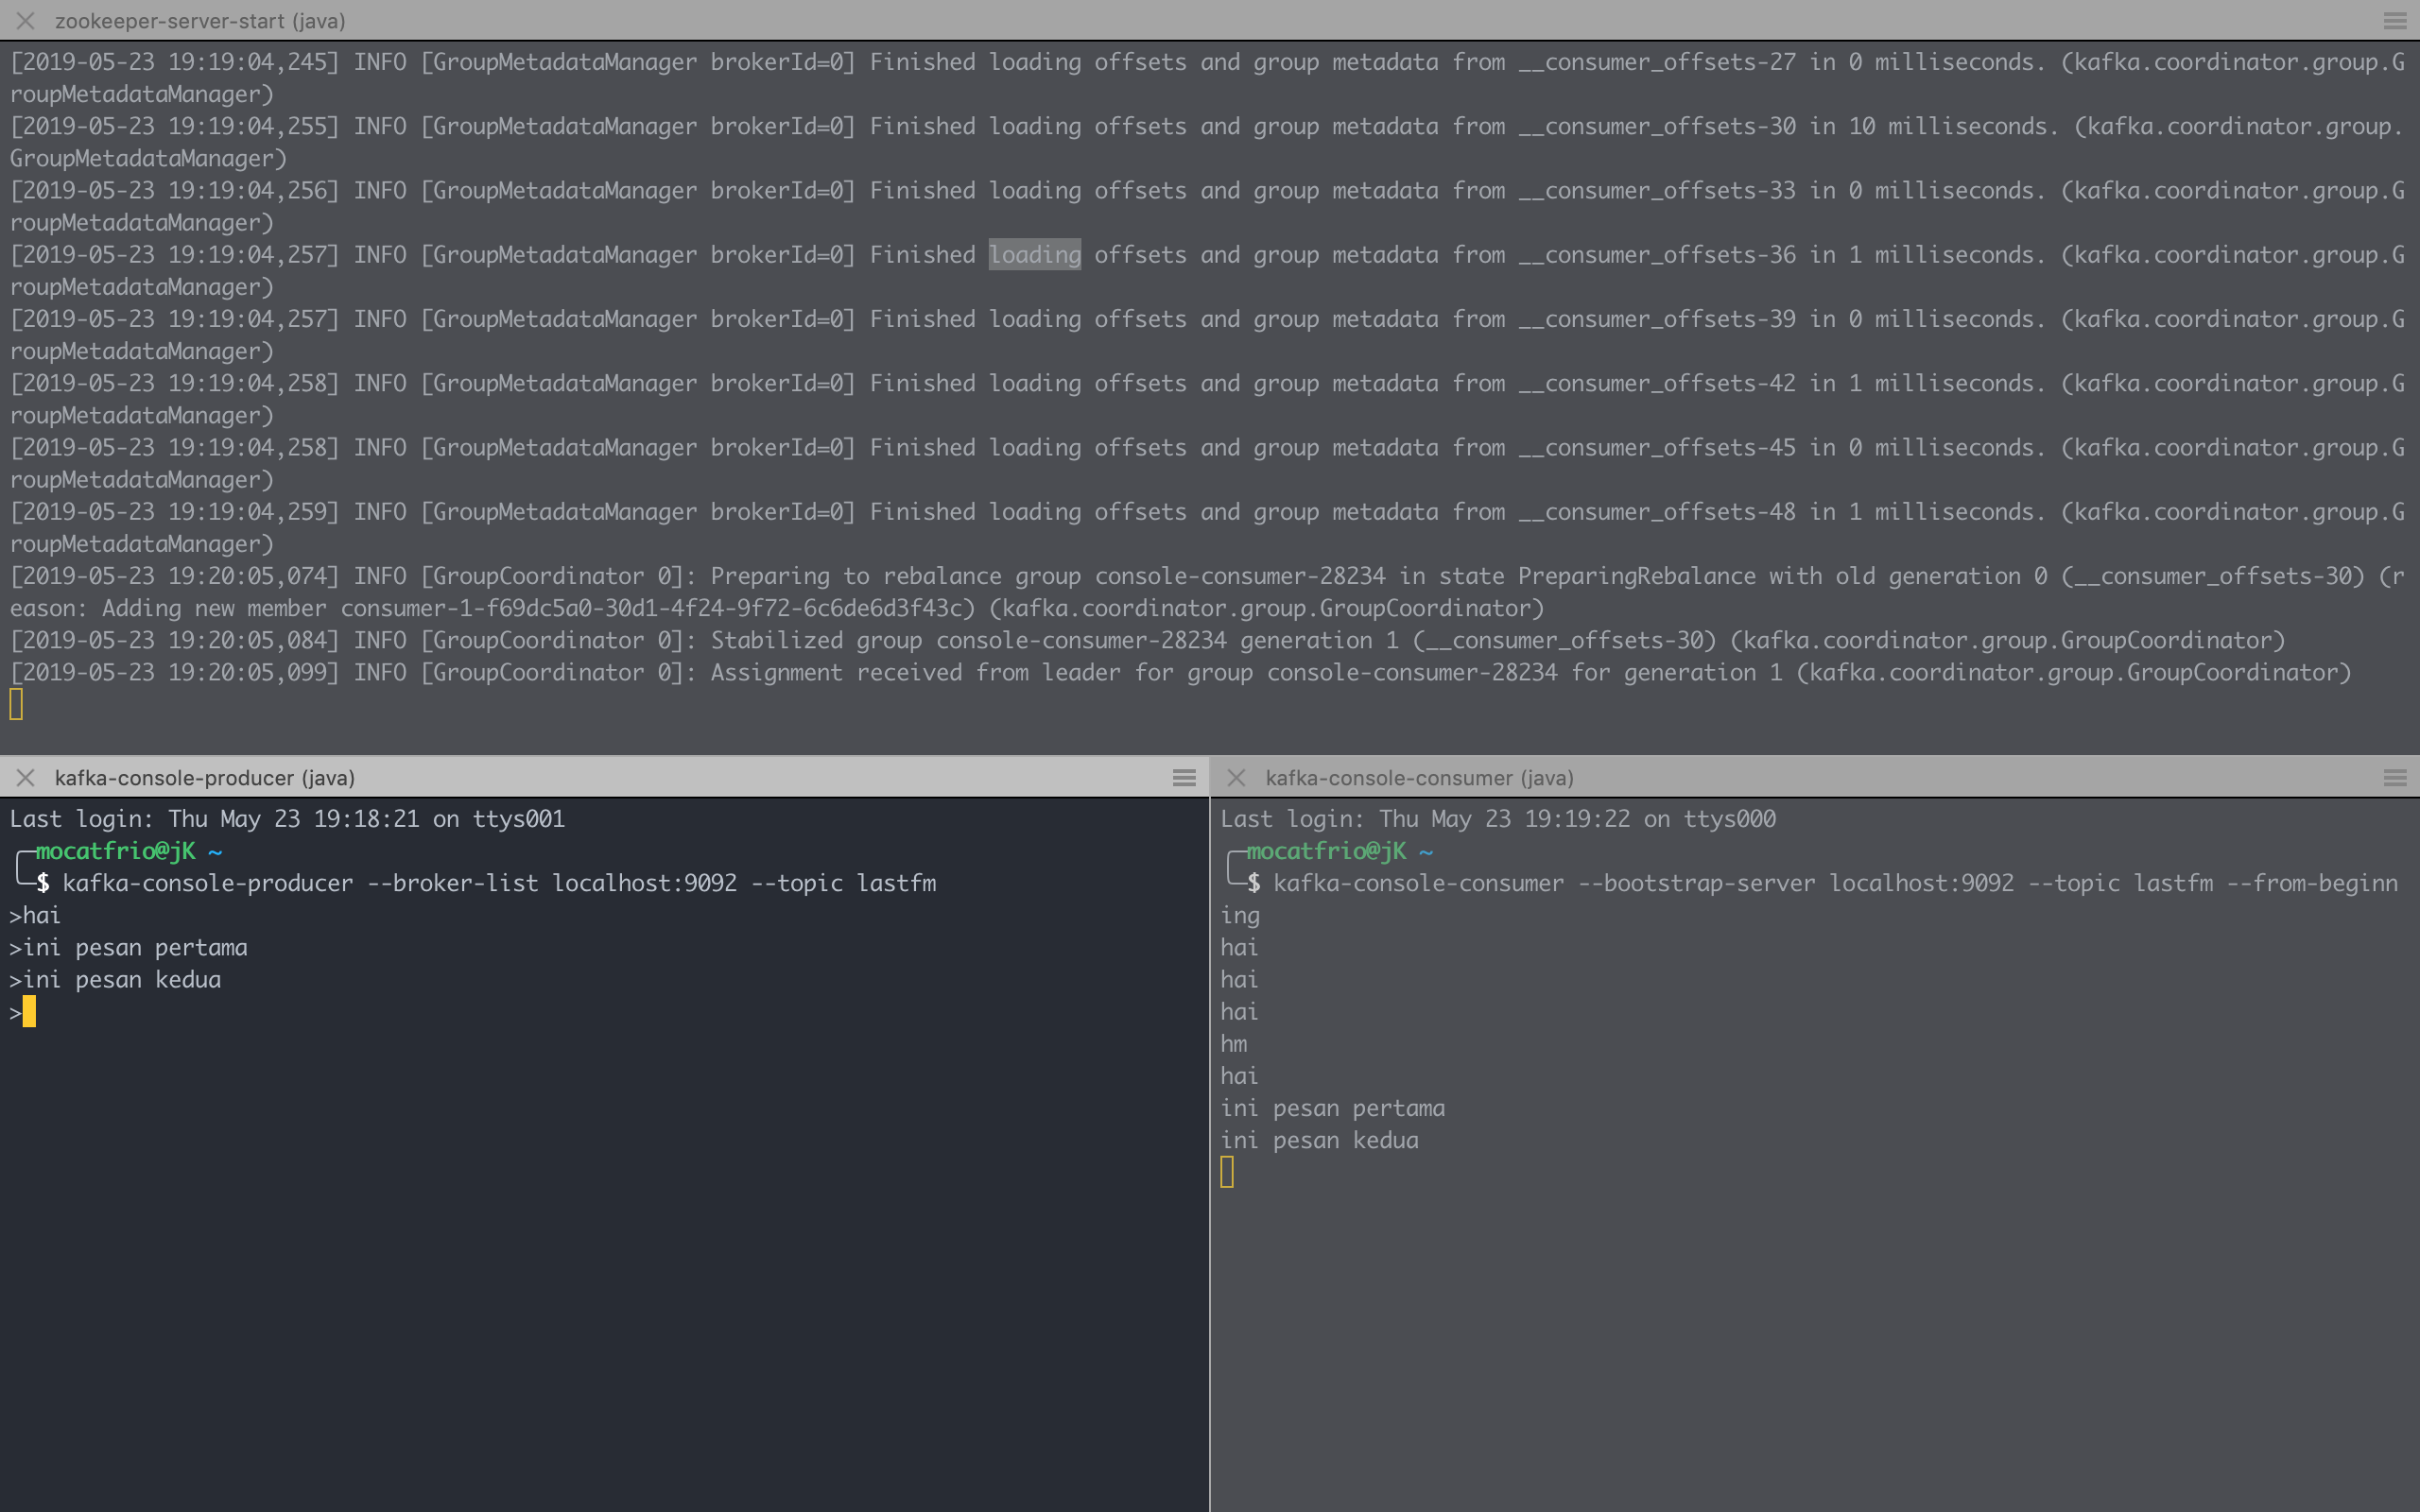 zookeeper-server-start (java)
[2019-05-23 19:19:04,245] INFO [GroupMetadataManager brokerId=0] Finished loading offsets and group metadata from __consumer_offsets-27 in 0 milliseconds. (kafka.coordinator.group.G
roupMetadataManager)
[2019-05-23 19:19:04,255] INFO [GroupMetadataManager brokerId=0] Finished loading offsets and group metadata from __consumer_offsets-30 in 10 milliseconds. (kafka.coordinator.group.
GroupMetadataManager)
[2019-05-23 19:19:04,256] INFO [GroupMetadataManager brokerId=0] Finished loading offsets and group metadata from __consumer_offsets-33 in 0 milliseconds. (kafka.coordinator.group.G
roupMetadataManager)
[2019-05-23 19:19:04,257] INFO [GroupMetadataManager brokerId=0] Finished loading offsets and group metadata from __consumer_offsets-36 in 1 milliseconds. (kafka.coordinator.group.G
roupMetadataManager)
[2019-05-23 19:19:04,257] INFO [GroupMetadataManager brokerId=0] Finished loading offsets and group metadata from __consumer_offsets-39 in 0 milliseconds. (kafka.coordinator.group.G
roupMetadataManager)
[2019-05-23 19:19:04,258] INFO [GroupMetadataManager brokerId=0] Finished loading offsets and group metadata from __consumer_offsets-42 in 1 milliseconds. (kafka.coordinator.group.G
roupMetadataManager)
[2019-05-23 19:19:04,258] INFO [GroupMetadataManager brokerId=0] Finished loading offsets and group metadata from __consumer_offsets-45 in 0 milliseconds. (kafka.coordinator.group.G
roupMetadataManager)
[2019-05-23 19:19:04,259] INFO [GroupMetadataManager brokerId=0] Finished loading offsets and group metadata from __consumer_offsets-48 in 1 milliseconds. (kafka.coordinator.group.G
roupMetadataManager)
[2019-05-23 19:20:05,074] INFO [GroupCoordinator 0]: Preparing to rebalance group console-consumer-28234 in state PreparingRebalance with old generation 0 (__consumer_offsets-30) (r
eason: Adding new member consumer-1-f69dc5a0-30d1-4f24-9f72-6c6de6d3f43c) (kafka.coordinator.group.GroupCoordinator)
[2019-05-23 19:20:05,084] INFO [GroupCoordinator 0]: Stabilized group console-consumer-28234 generation 1 (__consumer_offsets-30) (kafka.coordinator.group.GroupCoordinator)
[2019-05-23 19:20:05,099] INFO [GroupCoordinator 0]: Assignment received from leader for group console-consumer-28234 for generation 1 (kafka.coordinator.group.GroupCoordinator)
kafka-console-producer (java)
Last login: Thu May 23 19:18:21 on ttys001
mocatfrio@jK ~
$ kafka-console-producer --broker-list localhost:9092 --topic lastfm
>hai
>ini pesan pertama
>ini pesan kedua
>
kafka-console-consumer (java)
Last login: Thu May 23 19:19:22 on ttys000
mocatfrio@jK ~
$ kafka-console-consumer --bootstrap-server localhost:9092 --topic lastfm --from-beginn
ing
hai
hai
hai
hm
hai
ini pesan pertama
ini pesan kedua